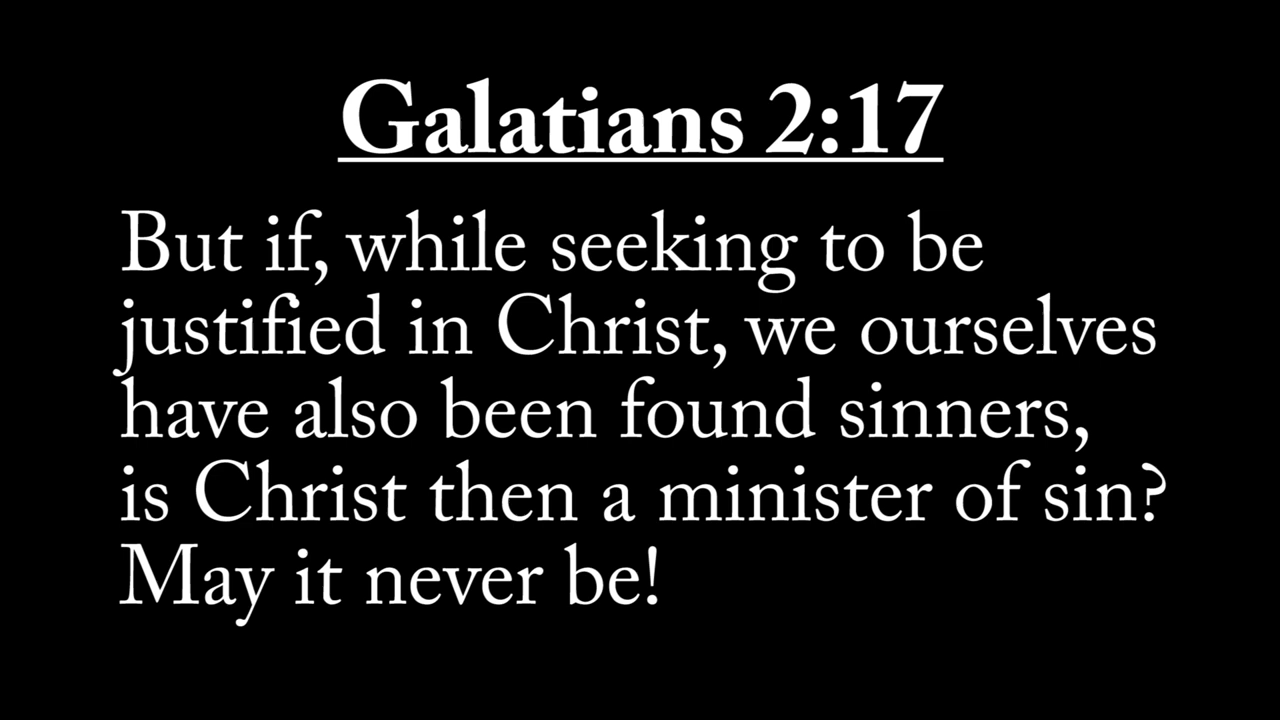 Galatians 2:17
But if, while seeking to be
justified in Christ, we ourselves
have also been found sinners,
is Christ then a minister of sin?
May it never be!